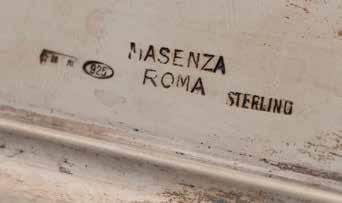 MASENZA
ROMA
925
STERLING